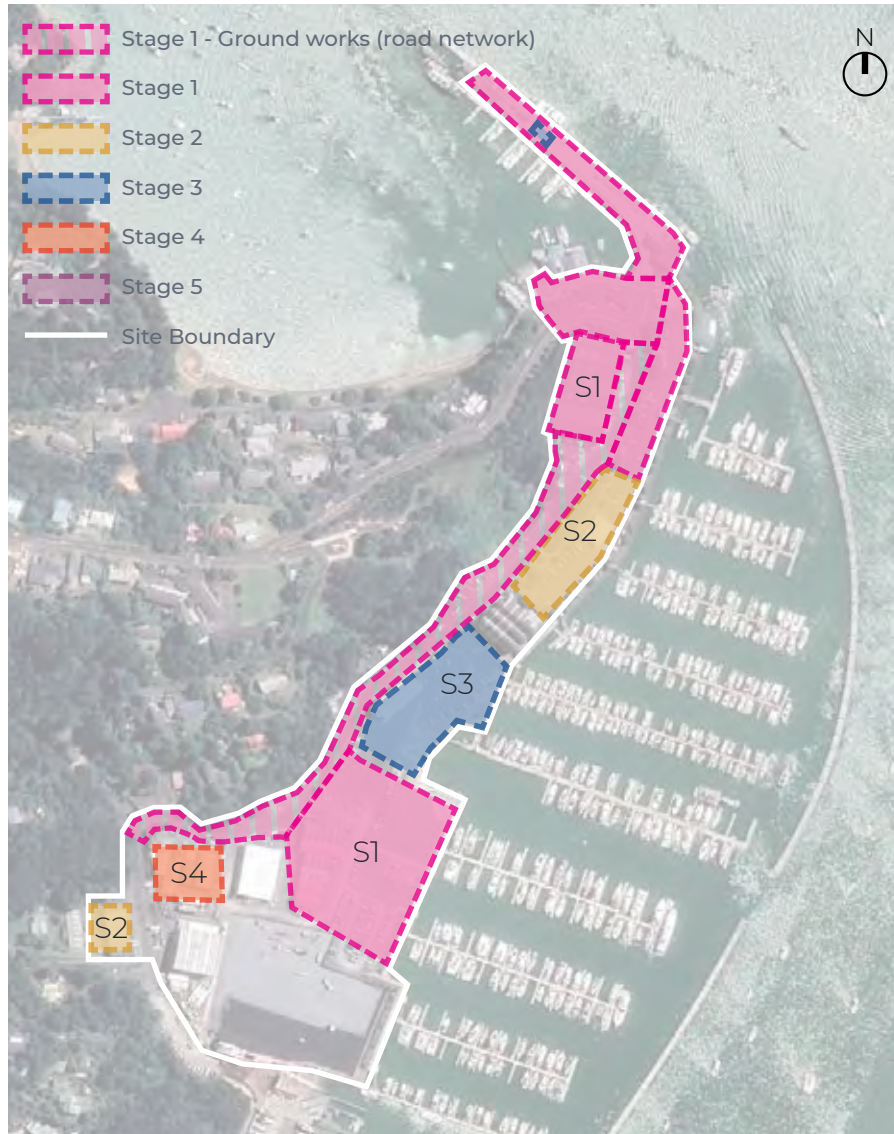 Stage 1 - Ground works (road network)
Stage 1
Stage 2
Stage 3
Stage 4
Stage 5
Site Boundary
N
S1
S2
S3
S1
S4
S2